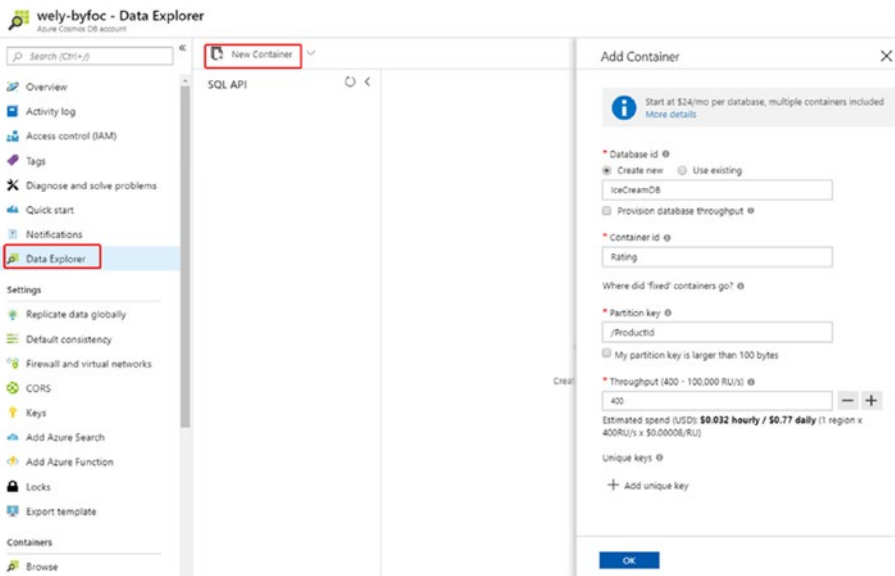 wely-byfoc - Data Explorer
Azure Cosmos DB account
Search (Ctrl+/)
«
Overview
Activity log
Access control (IAM)
Tags
Diagnose and solve problems
Quick start
Notifications
Data Explorer
Settings
Replicate data globally
Default consistency
Firewall and virtual networks
CORS
Keys
Add Azure Search
Add Azure Function
Locks
Export template
Containers
Browse
New Container
SQL API
Creat
Add Container
Start at $24/mo per database, multiple containers included
More details
* Database id
Create new Use existing
IceCreamDB
Provision database throughput
* Container id
Rating
Where did 'fixed' containers go?
* Partition key
/ProductId
My partition key is larger than 100 bytes
* Throughput (400 - 100,000 RU/s)
400
Estimated spend (USD): $0.032 hourly / $0.77 daily (1 region x
400RU/s x $0.00008/RU)
Unique keys
Add unique key
OK